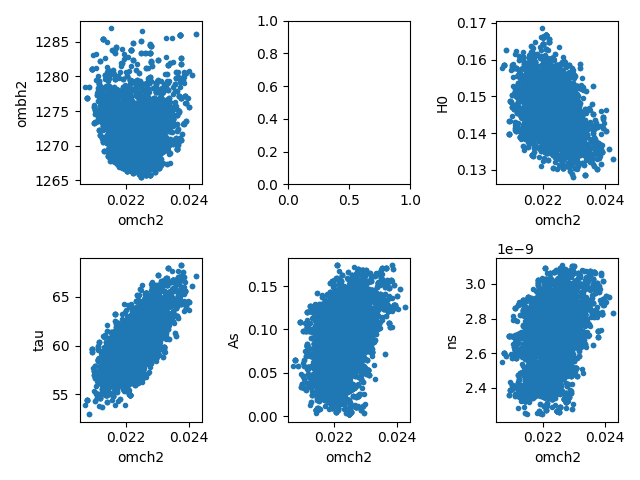 1285
1280
1275
1270
1265
ombh2
0.022 0.024
omch2
1.0
0.8
0.6
0.4
0.2
0.0
0.0 0.5 1.0
0.17
0.16
0.15
0.14
0.13
H0
0.022 0.024
omch2
65
60
55
tau
0.022 0.024
omch2
0.15
0.10
0.05
0.00
As
0.022 0.024
omch2
1e−9
3.0
2.8
2.6
2.4
ns
0.022 0.024
omch2